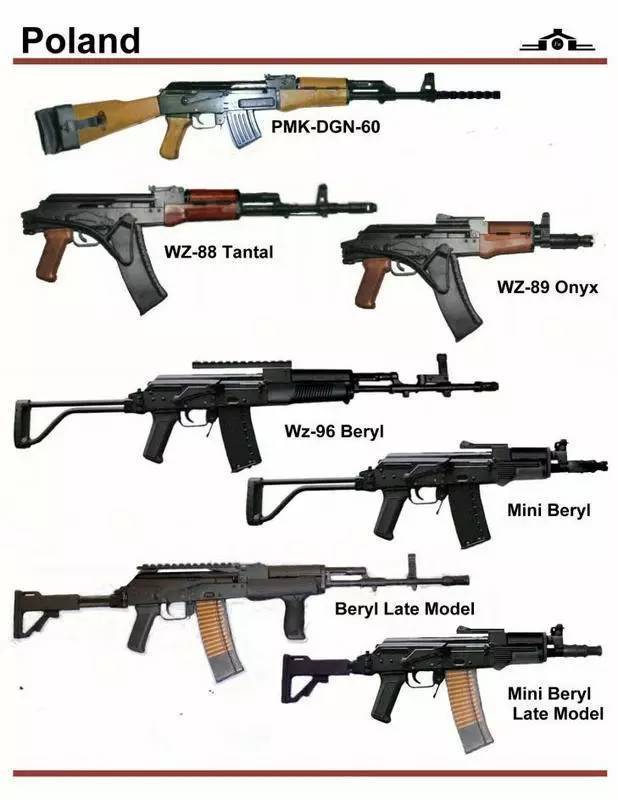 Poland
PMK-DGN-60
WZ-88 Tantal
WZ-89 Onyx
Wz-96 Beryl
Mini Beryl
Beryl Late Model
Mini Beryl
Late Model